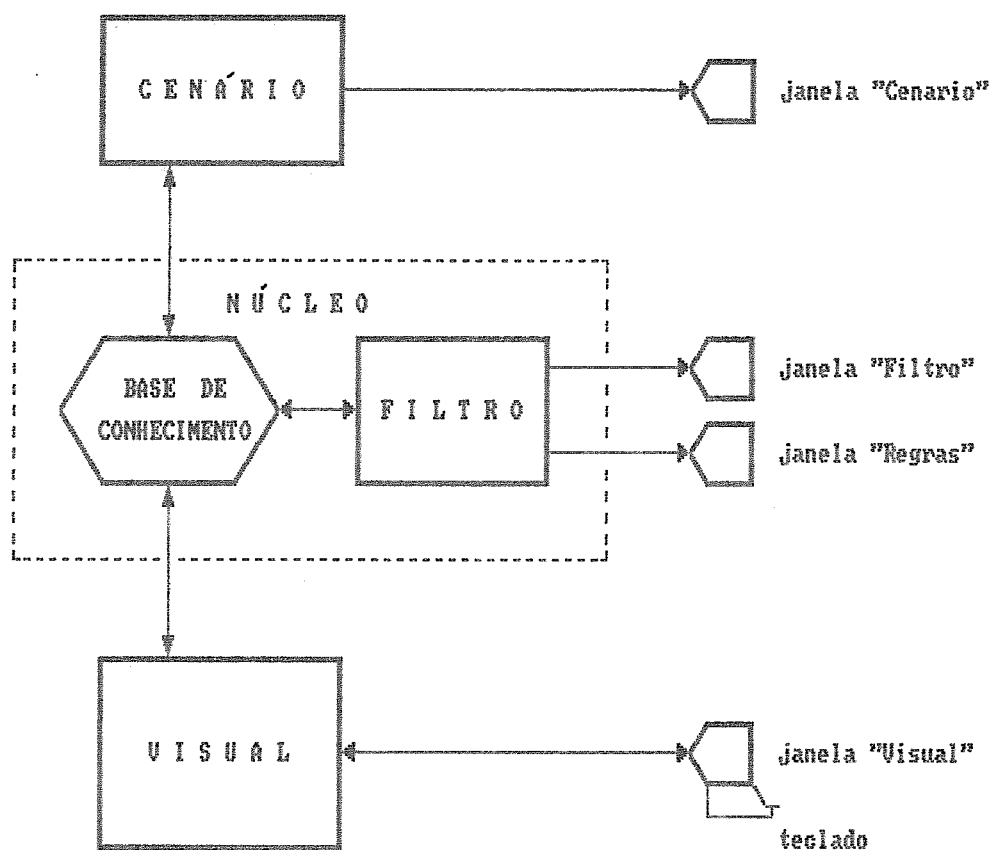 CENÁRIO
janela "Cenario"
NÚCLEO
BASE DE
CONHECIMENTO
FILTRO
janela "Filtro"
janela "Regras"
VISUAL
janela "Visual"
teclado